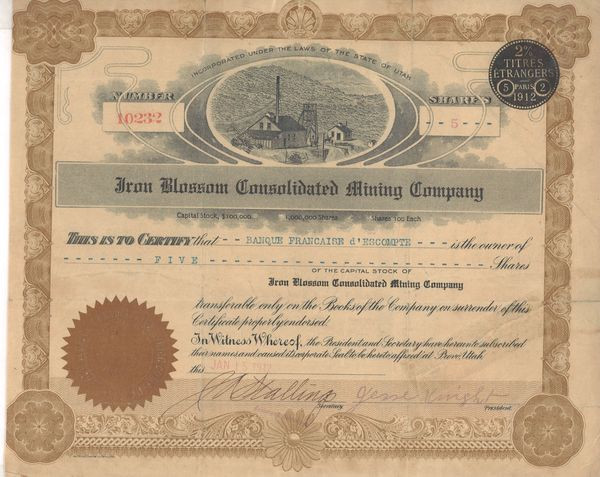 INCORPORATED UNDER THE LAWS OF THE STATE OF UTAH
2%
TITRES
ÉTRANGERS
5 PARIS 2
1912
NUMBER
10232
SHARES
- - 5 - - -
Iron Blossom Consolidated Mining Company
Capital Stock, $100,000. 1,000,000 Shares Shares 10¢ Each
THIS IS TO CERTIFY that - - BANQUE FRANCAISE d'ESCOMPTE - - - is the owner of
- - - - - - - - F I V E - - - - - - - - - - - - - - - - - - - - - - - - Shares
OF THE CAPITAL STOCK OF
Iron Blossom Consolidated Mining Company
transferable only on the Books of the Company on surrender of this
Certificate properly endorsed.
In Witness Whereof, the President and Secretary have hereunto subscribed
their names and caused its corporate Seal to be hereto affixed at Provo, Utah
this JAN
Secretary Jesse Knight President